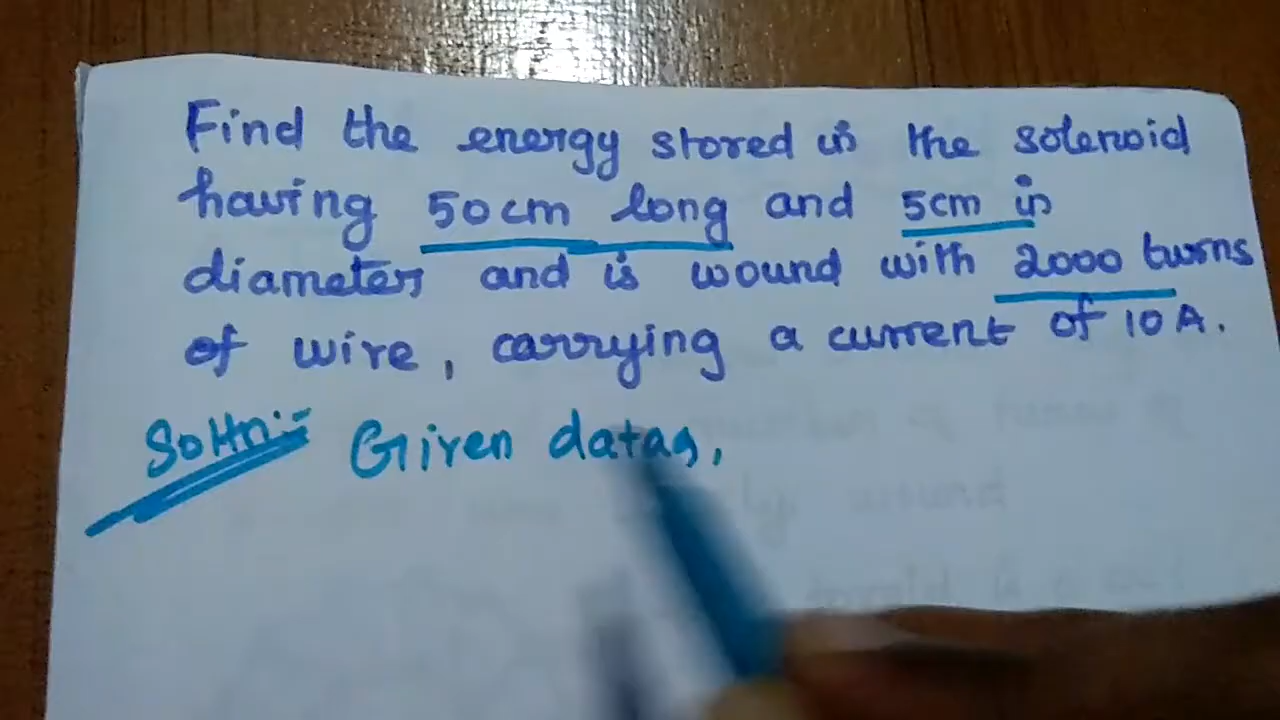 Find the energy stored in the solenoid
having 50cm long and 5cm in
diameter and is wound with 2000 turns
of wire, carrying a current of 10 A.
Soltn:- Given datas,